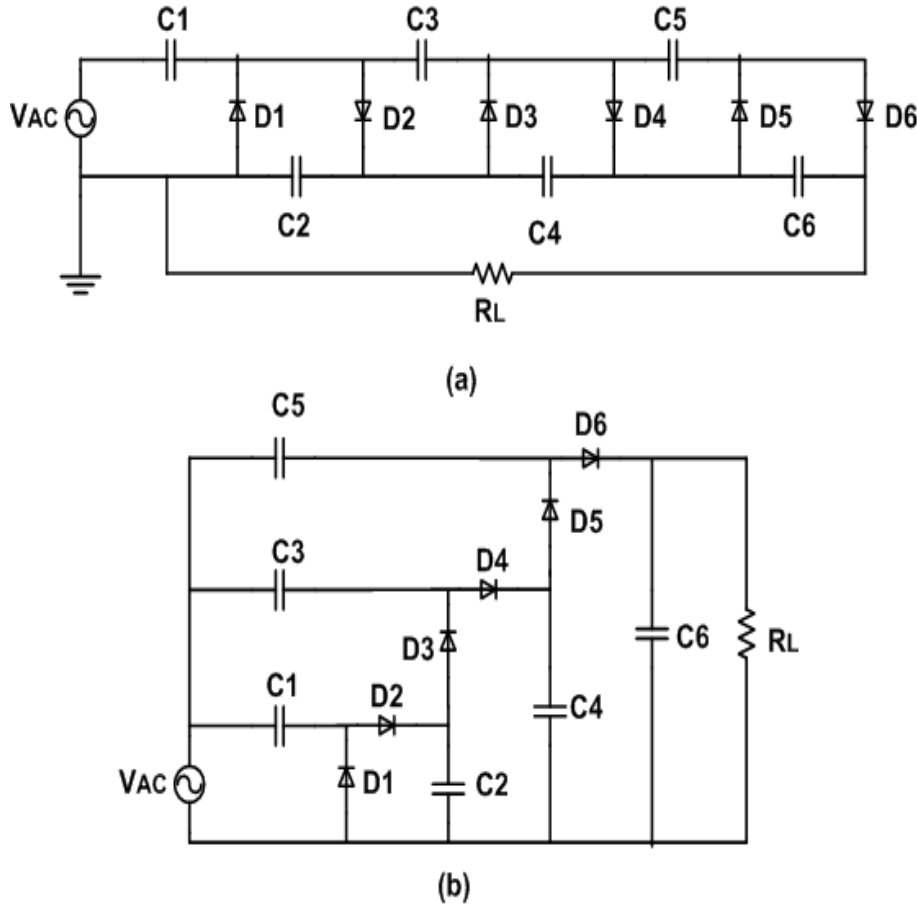 C1 C3 C5
VAC D1 D2 D3 D4 D5 D6
C2 C4 C6
RL
(a)
C5 D6
D5
C3 D4
D3 C6 RL
C1 D2 C4
VAC D1 C2
(b)